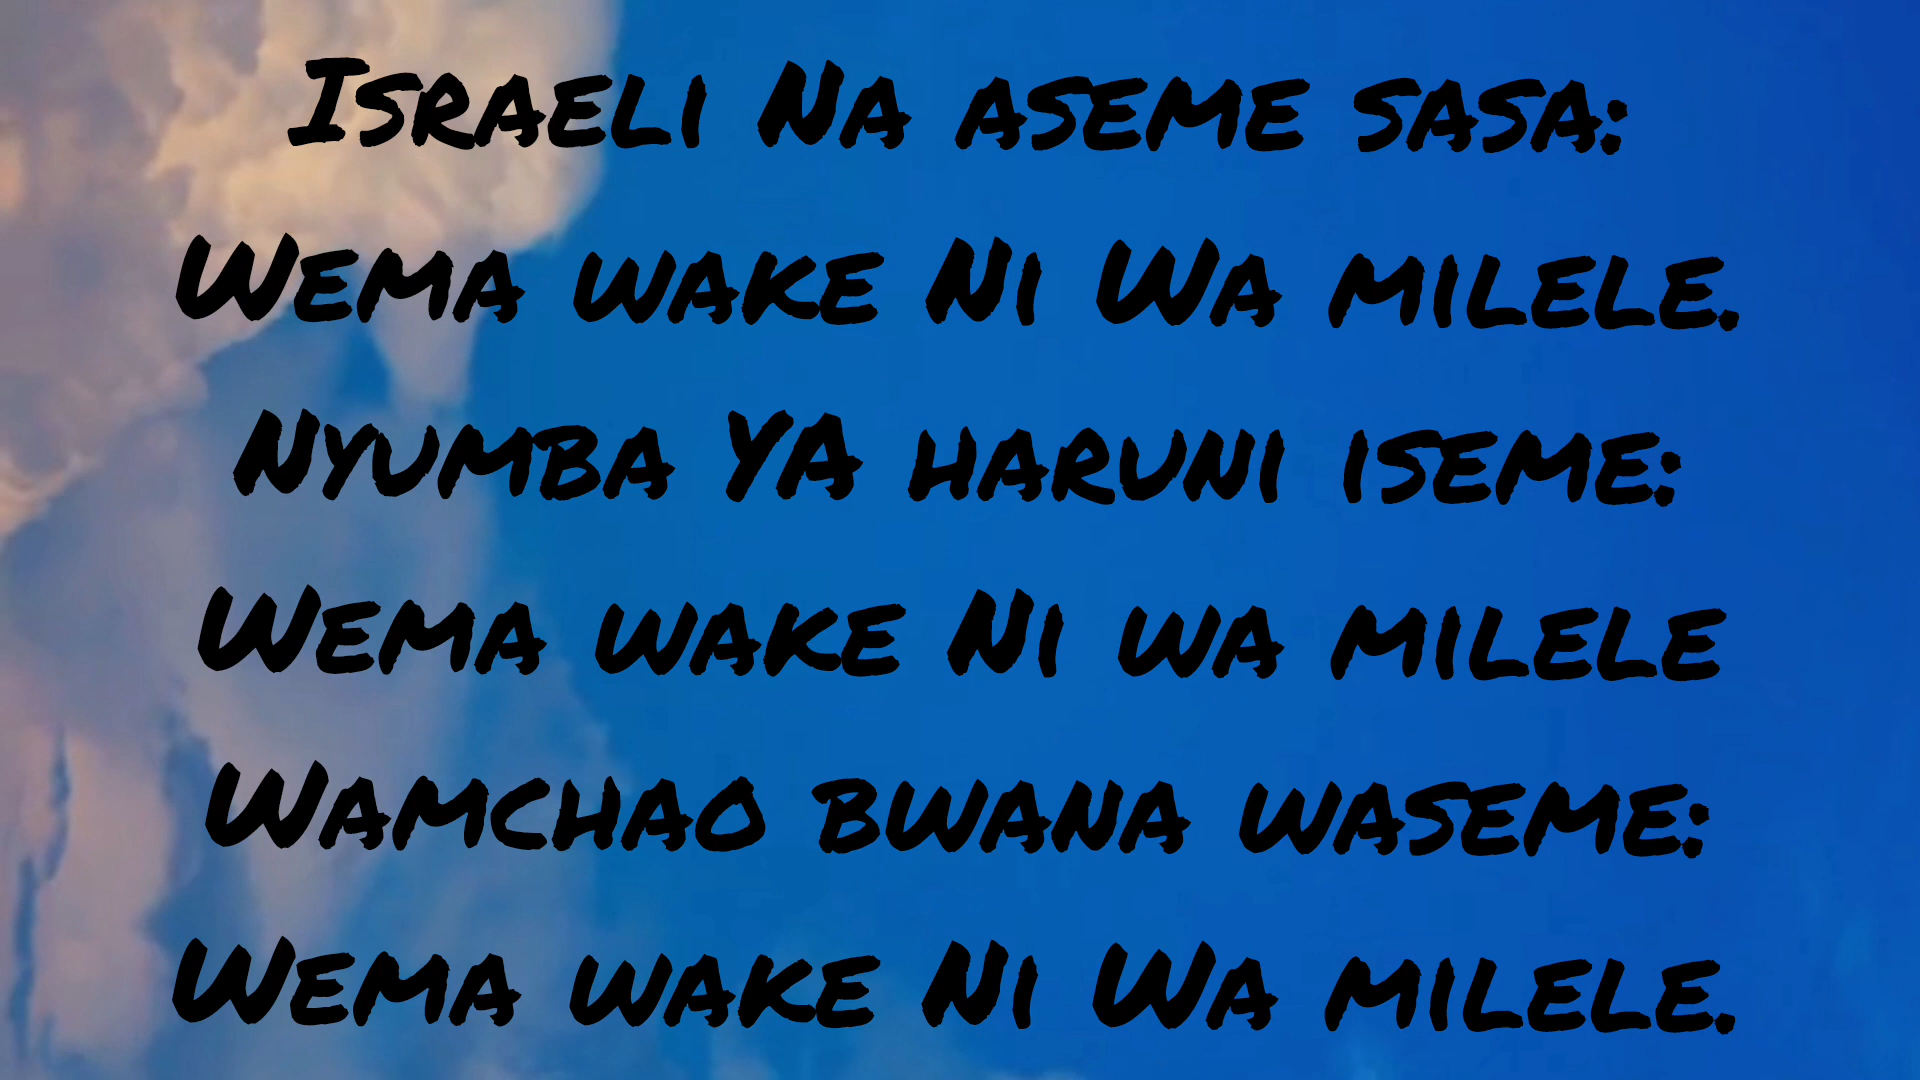 Israeli Na aseme sasa:
Wema wake Ni Wa milele.
Nyumba YA haruni iseme:
Wema wake Ni wa milele
Wamchao bwana waseme:
Wema wake Ni Wa milele.